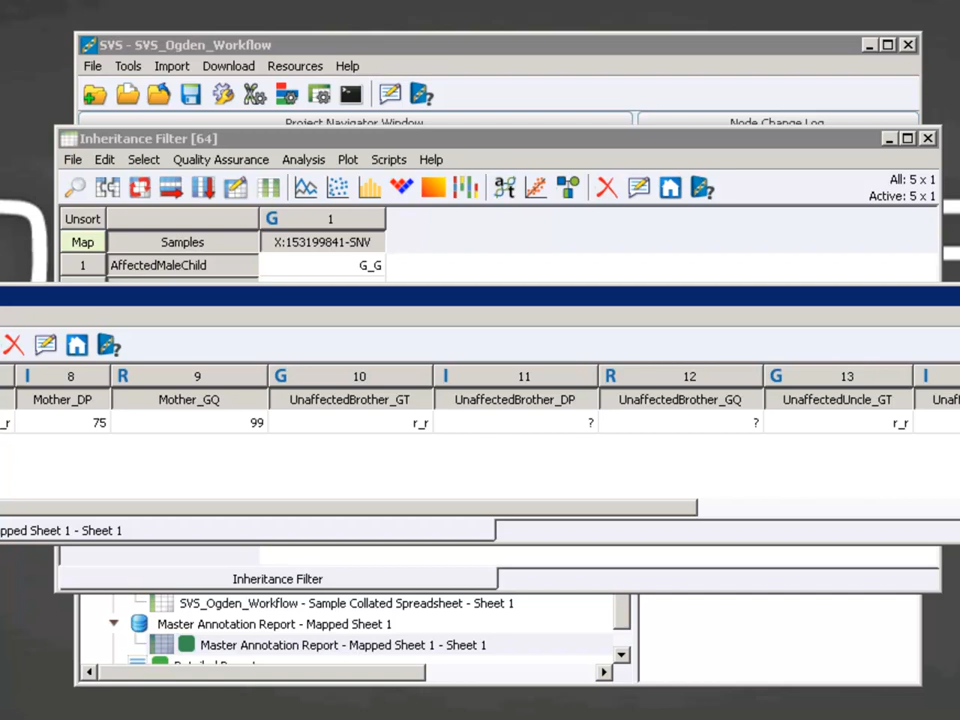 SVS - SVS_Ogden_Workflow
File Tools Import Download Resources Help
Project Navigator Window Node Change Log
Inheritance Filter [64]
File Edit Select Quality Assurance Analysis Plot Scripts Help
All: 5 x 1
Active: 5 x 1
Unsort G 1
Map Samples X:153199841-SNV
1 AffectedMaleChild G_G
I 8 R 9 G 10 I 11 R 12 G 13 I
Mother_DP Mother_GQ UnaffectedBrother_GT UnaffectedBrother_DP UnaffectedBrother_GQ UnaffectedUncle_GT Unaff
_r 75 99 r_r ? ? r_r
pped Sheet 1 - Sheet 1
Inheritance Filter
SVS_Ogden_Workflow - Sample Collated Spreadsheet - Sheet 1
Master Annotation Report - Mapped Sheet 1
Master Annotation Report - Mapped Sheet 1 - Sheet 1